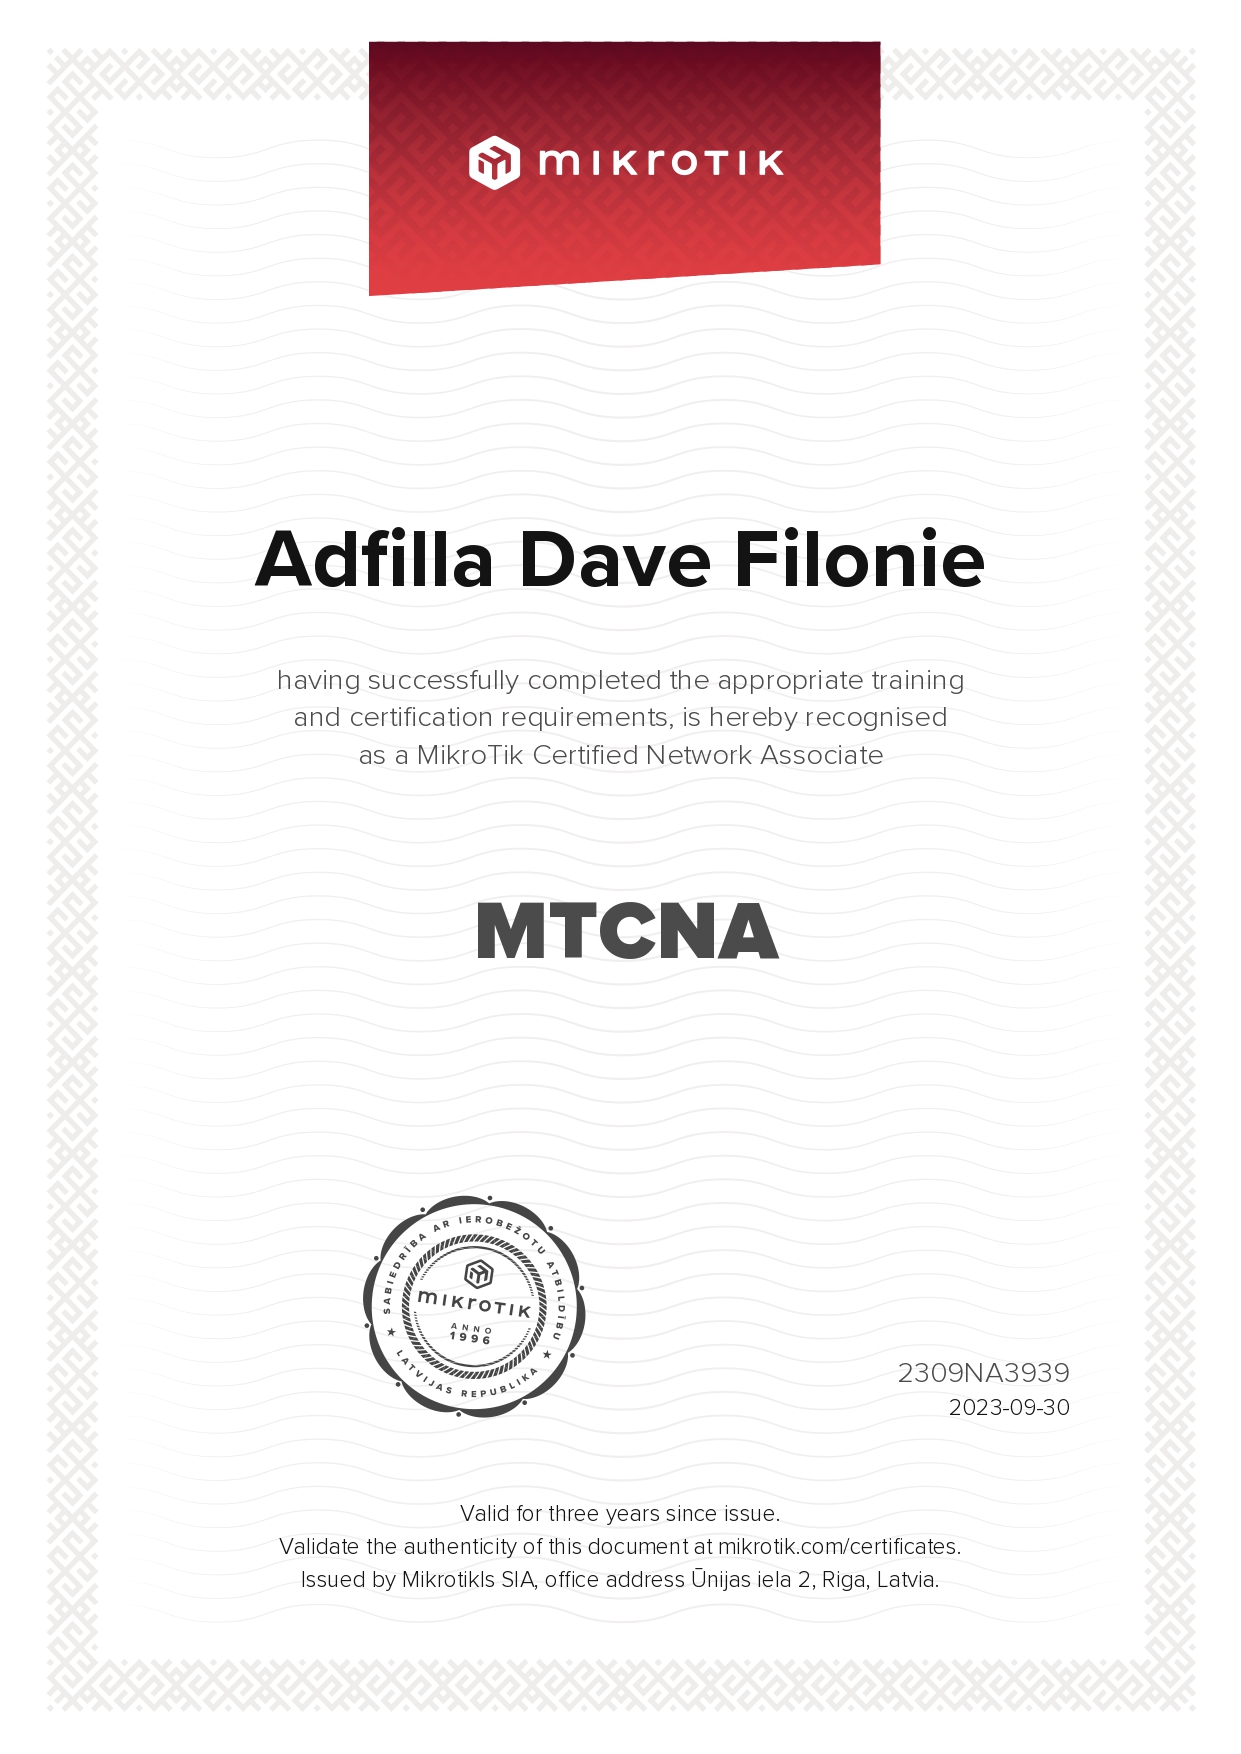 mikrotik
Adfilla Dave Filonie
having successfully completed the appropriate training
and certification requirements, is hereby recognised
as a MikroTik Certified Network Associate
MTCNA
SABIEDRĪBA AR IEROBEŽOTU ATBILDĪBU
mikrotik
ANNO
1996
★ LATVIJAS REPUBLIKA ★
2309NA3939
2023-09-30
Valid for three years since issue.
Validate the authenticity of this document at mikrotik.com/certificates.
Issued by Mikrotikls SIA, office address Ūnijas iela 2, Riga, Latvia.